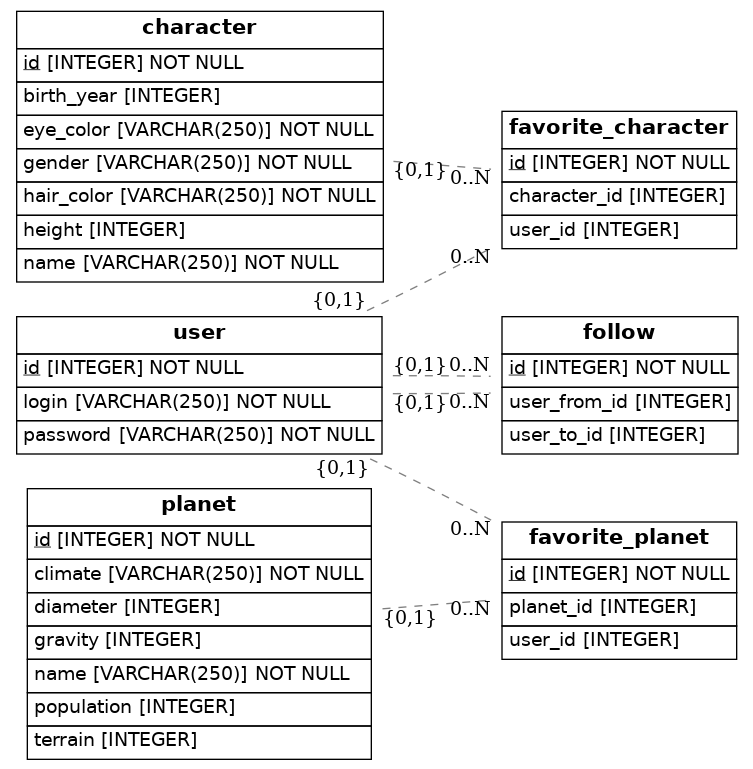 character
id [INTEGER] NOT NULL
birth_year [INTEGER]
eye_color [VARCHAR(250)] NOT NULL
gender [VARCHAR(250)] NOT NULL
hair_color [VARCHAR(250)] NOT NULL
height [INTEGER]
name [VARCHAR(250)] NOT NULL
favorite_character
id [INTEGER] NOT NULL
character_id [INTEGER]
user_id [INTEGER]
{0,1}
0..N
0..N
{0,1}
user
id [INTEGER] NOT NULL
login [VARCHAR(250)] NOT NULL
password [VARCHAR(250)] NOT NULL
{0,1} 0..N
{0,1} 0..N
follow
id [INTEGER] NOT NULL
user_from_id [INTEGER]
user_to_id [INTEGER]
{0,1}
0..N
planet
id [INTEGER] NOT NULL
climate [VARCHAR(250)] NOT NULL
diameter [INTEGER]
gravity [INTEGER]
name [VARCHAR(250)] NOT NULL
population [INTEGER]
terrain [INTEGER]
{0,1}
0..N
favorite_planet
id [INTEGER] NOT NULL
planet_id [INTEGER]
user_id [INTEGER]